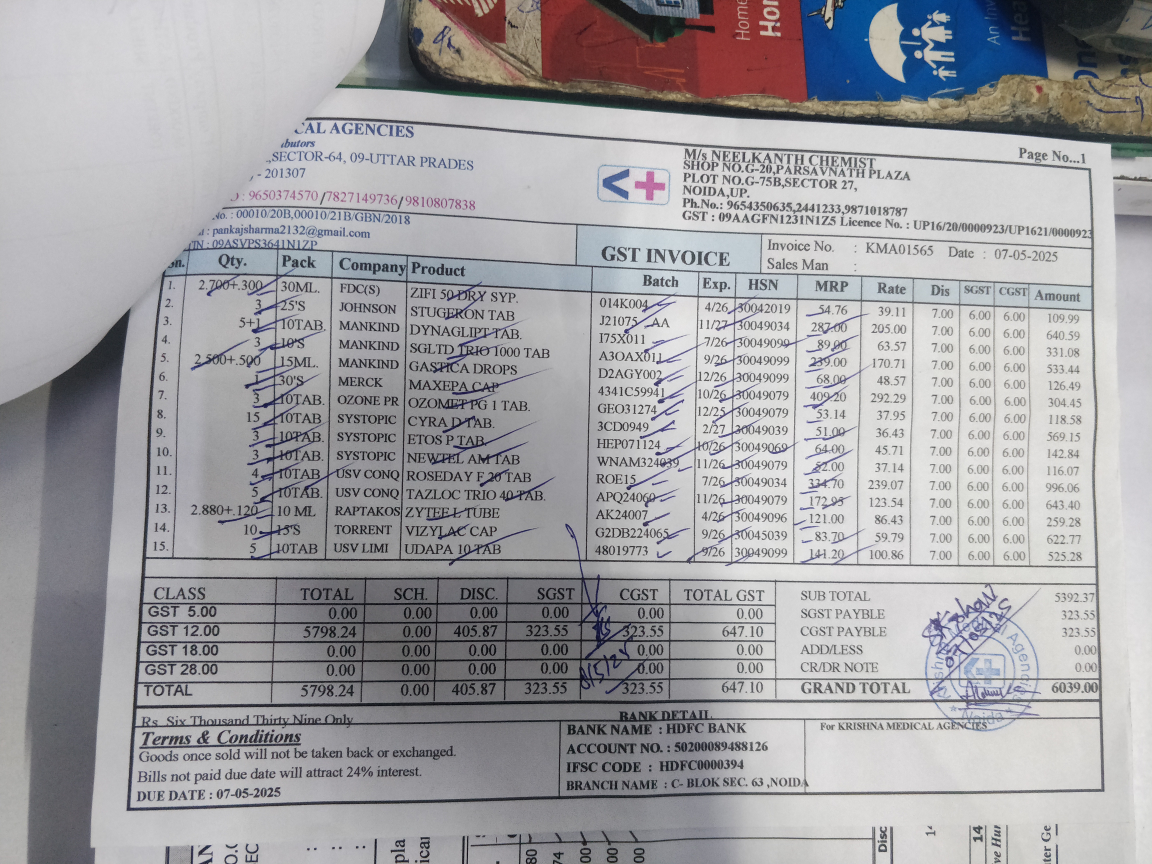 Home
Hor
An Inv
Hea
CAL AGENCIES
ibutors
,SECTOR-64, 09-UTTAR PRADES
- 201307
: 9650374570 /7827149736/9810807838
No. : 00010/20B,00010/21B/GBN/2018
: pankajsharma2132@gmail.com
: 09ASVPS3641N1ZP
M/s NEELKANTH CHEMIST
SHOP NO.G-20,PARSAVNATH PLAZA
PLOT NO.G-75B,SECTOR 27,
NOIDA,UP.
Ph.No.: 9654350635,2441233,9871018787
GST : 09AAGFN1231N1Z5 Licence No. : UP16/20/0000923/UP1621/0000923
Page No...1
GST INVOICE
Invoice No. : KMA01565 Date : 07-05-2025
Sales Man :
Sn. Qty. Pack Company Product Batch Exp. HSN MRP Rate Dis SGST CGST Amount
1. 2.700+.300 30ML. FDC(S) ZIFI 50 DRY SYP. 014K004 4/26 30042019 54.76 39.11 7.00 6.00 6.00 109.99
2. 3 25'S JOHNSON STUGERON TAB J21075 AA 11/27 30049034 287.00 205.00 7.00 6.00 6.00 640.59
3. 5+1 10TAB. MANKIND DYNAGLIPT TAB. I75X011 7/26 30049099 89.00 63.57 7.00 6.00 6.00 331.08
4. 3 10'S MANKIND SGLTD TRIO 1000 TAB A3OAX011 9/26 30049099 239.00 170.71 7.00 6.00 6.00 533.44
5. 2.500+.500 15ML. MANKIND GASTICA DROPS D2AGY002 12/26 30049099 68.00 48.57 7.00 6.00 6.00 126.49
6. 1 30'S MERCK MAXEPA CAP 4341C59941 10/26 30049079 409.20 292.29 7.00 6.00 6.00 304.45
7. 3 10TAB. OZONE PR OZOMET PG 1 TAB. GEO31274 12/25 30049079 53.14 37.95 7.00 6.00 6.00 118.58
8. 15 10TAB. SYSTOPIC CYRA D TAB. 3CD0949 2/27 30049039 51.00 36.43 7.00 6.00 6.00 569.15
9. 3 10TAB. SYSTOPIC ETOS P TAB. HEP071124 10/26 30049069 64.00 45.71 7.00 6.00 6.00 142.84
10. 3 10TAB. SYSTOPIC NEWTEL AM TAB WNAM324039 11/26 30049079 52.00 37.14 7.00 6.00 6.00 116.07
11. 4 10TAB USV CONQ ROSEDAY F 20 TAB ROE15 7/26 30049034 334.70 239.07 7.00 6.00 6.00 996.06
12. 5 10TAB. USV CONQ TAZLOC TRIO 40 TAB. APQ24060 11/26 30049079 172.95 123.54 7.00 6.00 6.00 643.40
13. 2.880+.120 10 ML RAPTAKOS ZYTEE L TUBE AK24007 4/26 30049096 121.00 86.43 7.00 6.00 6.00 259.28
14. 10 15'S TORRENT VIZYLAC CAP G2DB224065 9/26 30045039 83.70 59.79 7.00 6.00 6.00 622.77
15. 5 10TAB USV LIMI UDAPA 10 TAB 48019773 9/26 30049099 141.20 100.86 7.00 6.00 6.00 525.28
CLASS TOTAL SCH. DISC. SGST CGST TOTAL GST
GST 5.00 0.00 0.00 0.00 0.00 0.00 0.00
GST 12.00 5798.24 0.00 405.87 323.55 323.55 647.10
GST 18.00 0.00 0.00 0.00 0.00 0.00 0.00
GST 28.00 0.00 0.00 0.00 0.00 0.00 0.00
TOTAL 5798.24 0.00 405.87 323.55 323.55 647.10
SUB TOTAL 5392.37
SGST PAYABLE 323.55
CGST PAYABLE 323.55
ADD/LESS 0.00
CR/DR NOTE 0.00
GRAND TOTAL 6039.00
Rs. Six Thousand Thirty Nine Only
Terms & Conditions
Goods once sold will not be taken back or exchanged.
Bills not paid due date will attract 24% interest.
DUE DATE : 07-05-2025
BANK DETAIL
BANK NAME : HDFC BANK
ACCOUNT NO. : 50200089488126
IFSC CODE : HDFC0000394
BRANCH NAME : C- BLOK SEC. 63 ,NOIDA
For KRISHNA MEDICAL AGENCIES
Noida
Disc
14